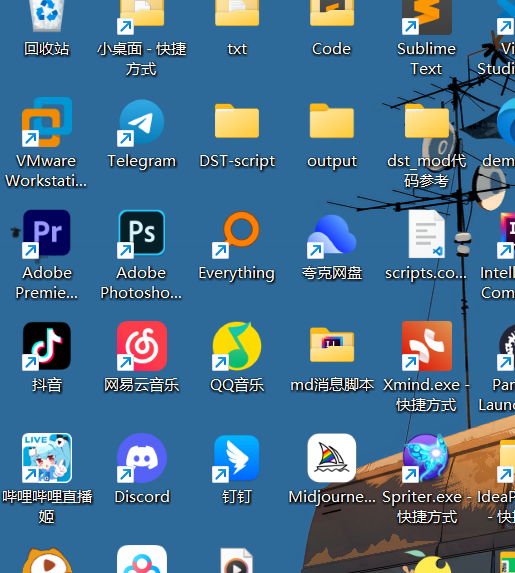 回收站
小桌面 - 快捷
方式
txt
Code
Sublime
Text
Vi
Studi
VMware
Workstati...
Telegram
DST-script
output
dst_mod代
码参考
dem
Pr
Adobe
Premie...
Ps
Adobe
Photosho...
Everything
夸克网盘
scripts.co...
Intell
Com
抖音
网易云音乐
QQ音乐
md消息脚本
Xmind.exe -
快捷方式
Par
Launc
LIVE
哔哩哔哩直播
姬
Discord
钉钉
Midjourne...
Spriter.exe -
快捷方式
IdeaP
- 快捷